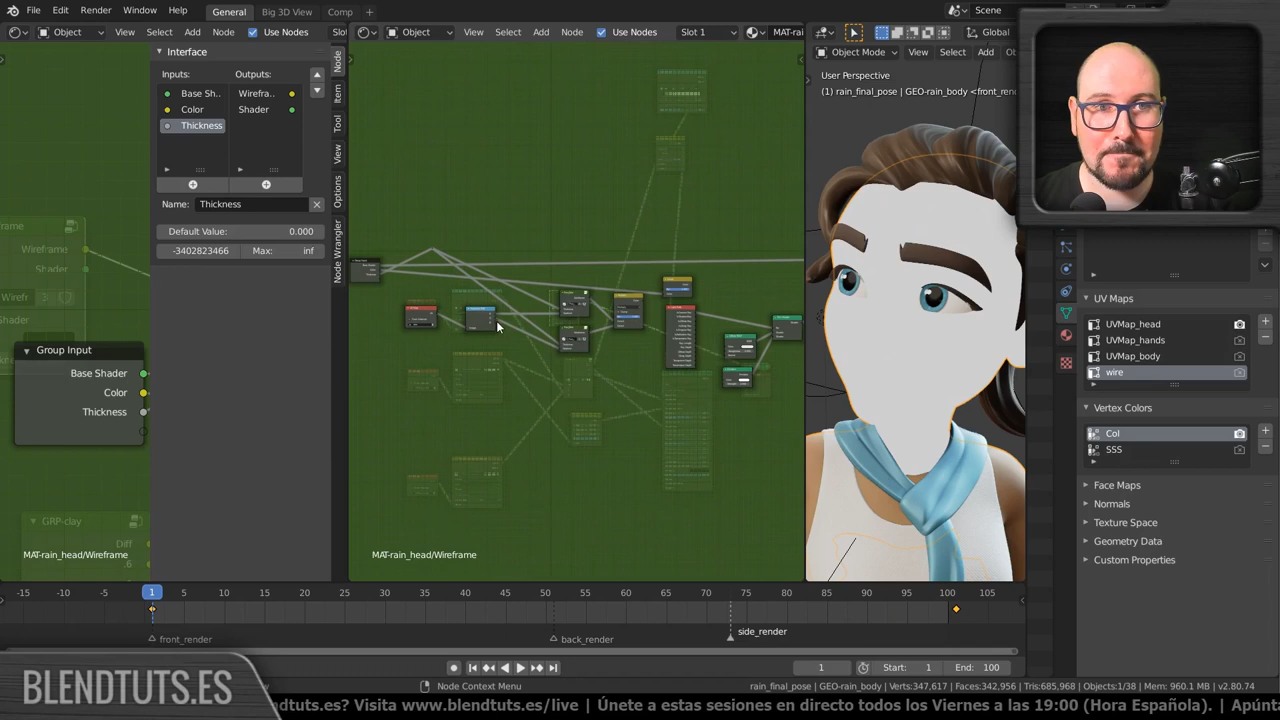 File Edit Render Window Help General Big 3D View Comp Scene
Object View Select Add Node Use Nodes Slot
Object View Select Add Node Use Nodes Slot 1 MAT-rai
Global
Object Mode View Select Add
Interface
Inputs: Outputs:
Base Sh.. Wirefra..
Color Shader
Thickness
Name: Thickness
Default Value: 0.000
-3402823466 Max: inf
Node
Item
Tool
View
Options
Node Wrangler
Wireframe
Shader
Group Input
Base Shader
Color
Thickness
GRP-clay
Diff
MAT-rain_head/Wireframe
MAT-rain_head/Wireframe
User Perspective
(1) rain_final_pose | GEO-rain_body <front_rend
UV Maps
UVMap_head
UVMap_hands
UVMap_body
wire
Vertex Colors
Col
SSS
Face Maps
Normals
Texture Space
Geometry Data
Custom Properties
-15 -10 -5 1 5 10 15 20 25 30 35 40 45 50 55 60 65 70 75 80 85 90 95 100 105
front_render back_render side_render
1 Start: 1 End: 100
Node Context Menu
rain_final_pose | GEO-rain_body | Verts:347,617 | Faces:342,956 | Tris:685,968 | Objects:1/38 | Mem: 960.1 MB | v2.80.74
BLENDTUTS.ES
ndtuts.es? Visita www.blendtuts.es/live | Únete a estas sesiones en directo todos los Viernes a las 19:00 (Hora Española). | Apúnt